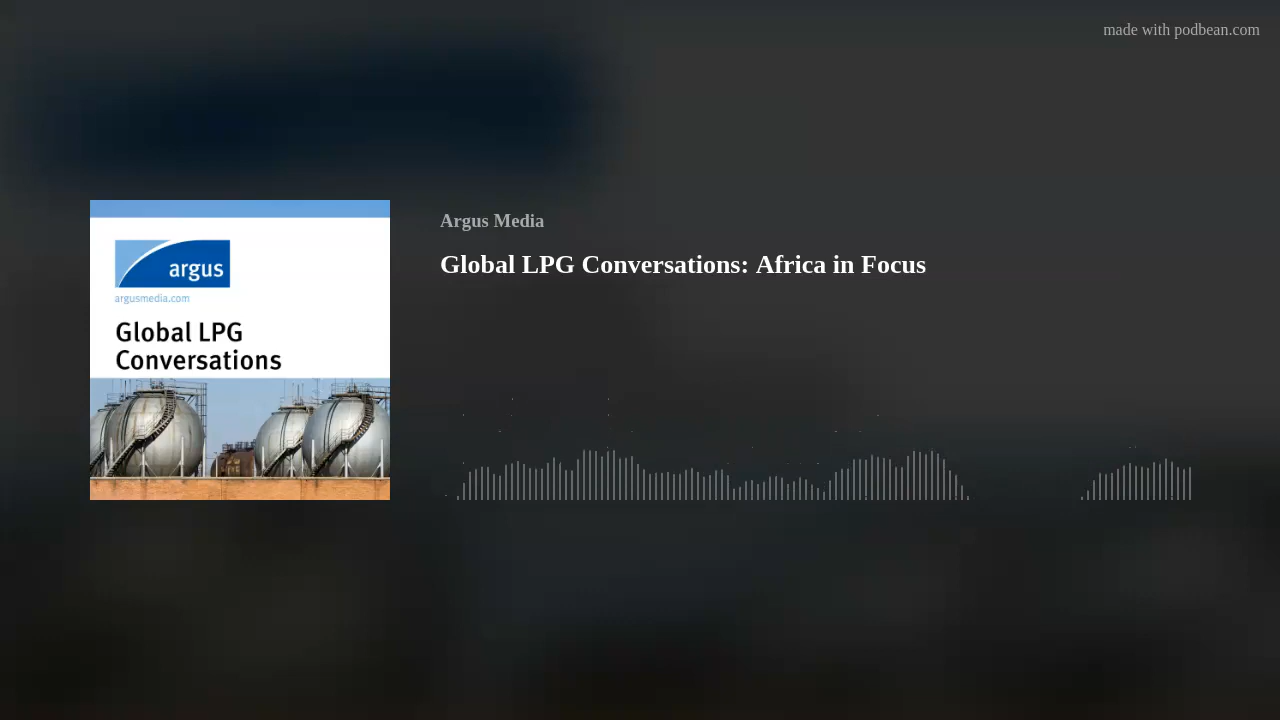 made with podbean.com
Argus Media
Global LPG Conversations: Africa in Focus
argus
argusmedia.com
Global LPG
Conversations